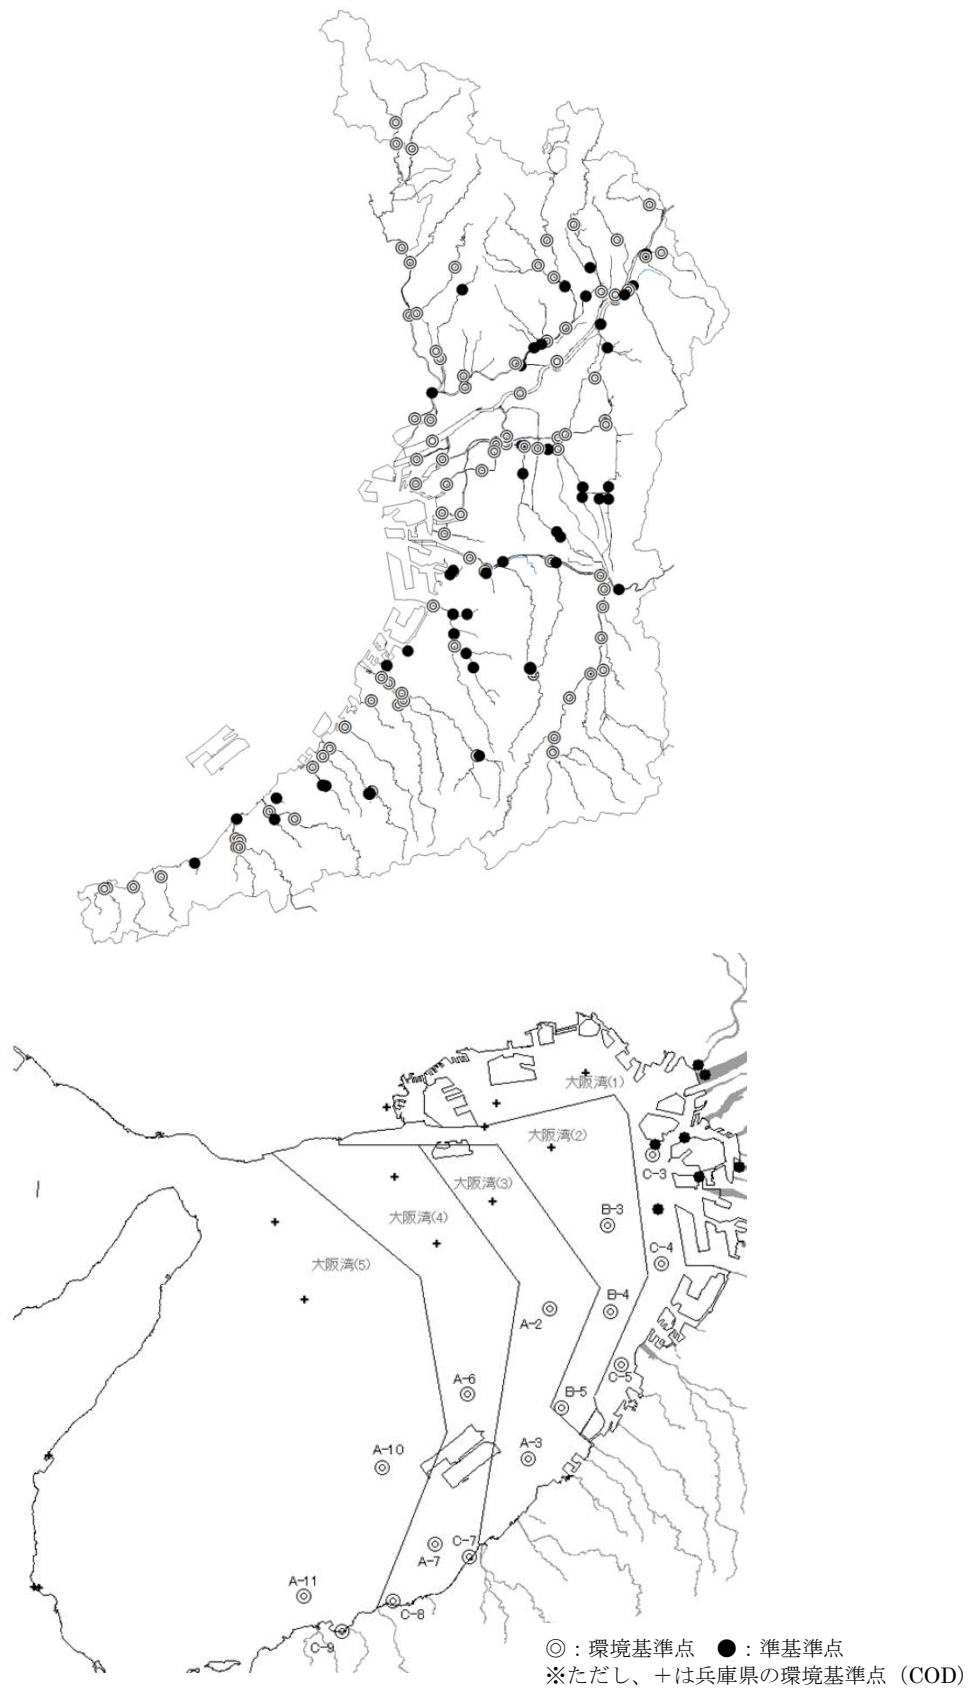 大阪湾(1)
大阪湾(2)
C-3
大阪湾(3)
大阪湾(4)
B-3
C-4
大阪湾(5)
B-4
A-2
C-5
A-6
B-5
A-10
A-3
C-7
A-7
A-11
C-8
C-9
◎：環境基準点　●：準基準点
※ただし、＋は兵庫県の環境基準点（COD）